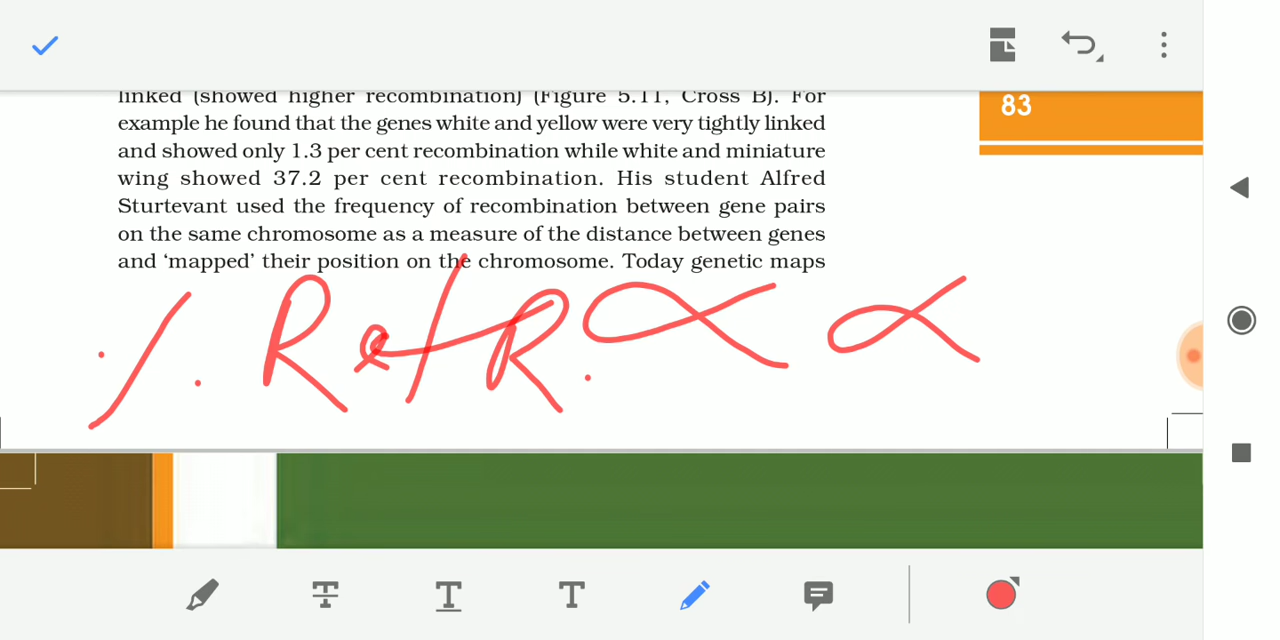 linked (showed higher recombination) (Figure 5.11, Cross B). For
83
example he found that the genes white and yellow were very tightly linked
and showed only 1.3 per cent recombination while white and miniature
wing showed 37.2 per cent recombination. His student Alfred
Sturtevant used the frequency of recombination between gene pairs
on the same chromosome as a measure of the distance between genes
and ‘mapped’ their position on the chromosome. Today genetic maps